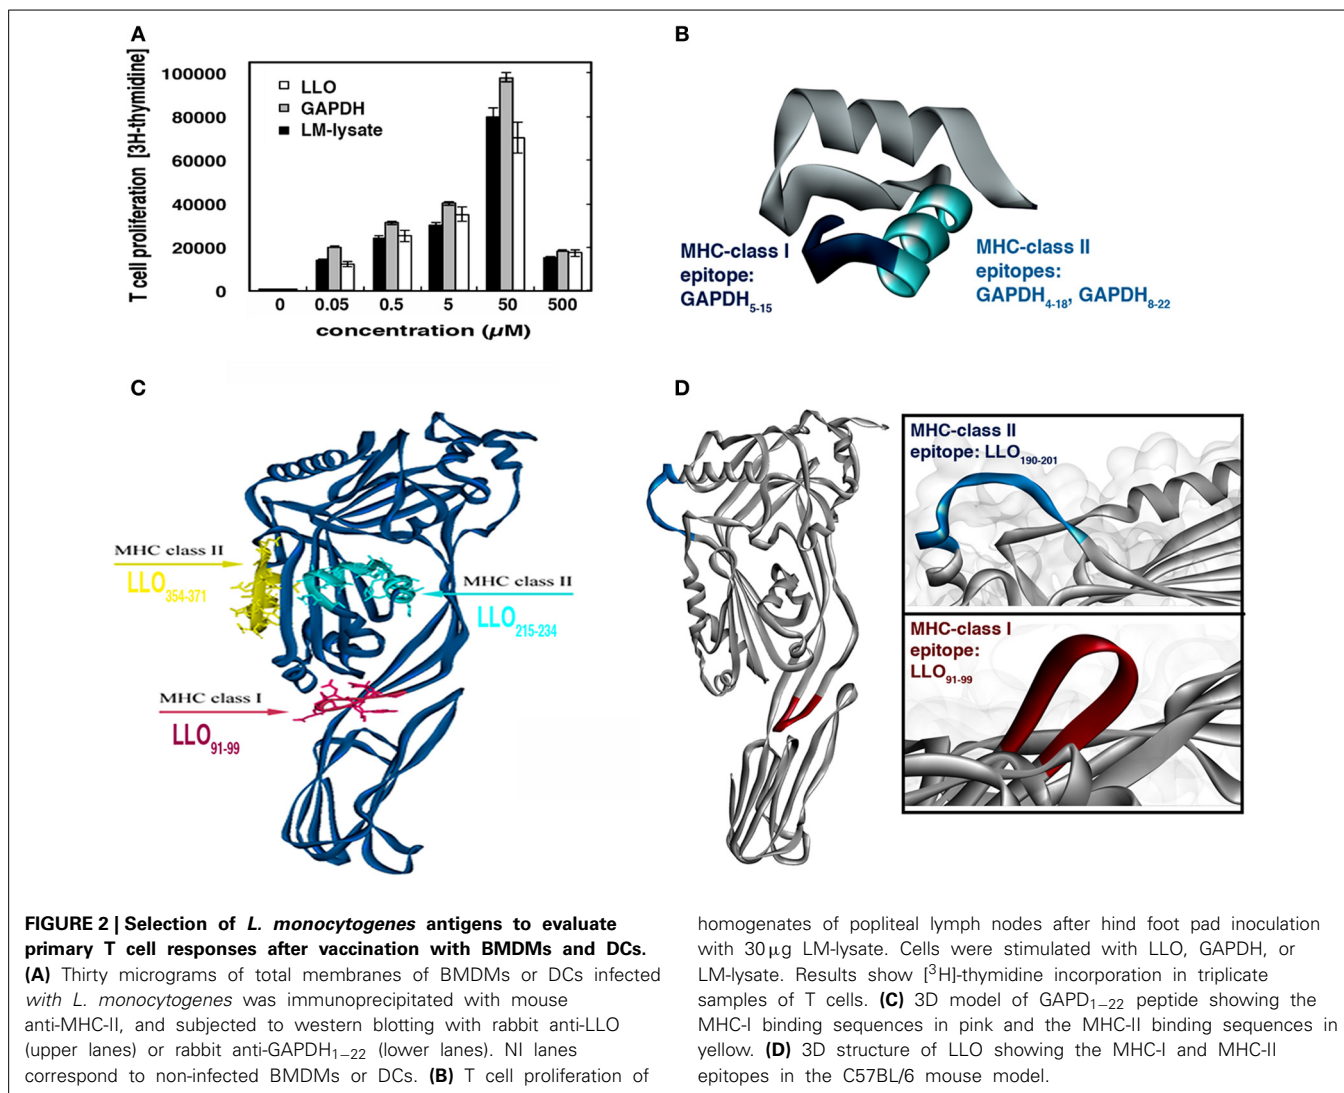 A
T cell proliferation [3H-thymidine]
100000
80000
60000
40000
20000
0
LLO
GAPDH
LM-lysate
0 0.05 0.5 5 50 500
concentration (µM)
B
MHC-class I
epitope:
GAPDH5-15
MHC-class II
epitopes:
GAPDH4-18, GAPDH8-22
C
MHC class II
LLO354-371
MHC class II
LLO215-234
MHC class I
LLO91-99
D
MHC-class II
epitope: LLO190-201
MHC-class I
epitope:
LLO91-99
FIGURE 2 | Selection of L. monocytogenes antigens to evaluate
primary T cell responses after vaccination with BMDMs and DCs.
(A) Thirty micrograms of total membranes of BMDMs or DCs infected
with L. monocytogenes was immunoprecipitated with mouse
anti-MHC-II, and subjected to western blotting with rabbit anti-LLO
(upper lanes) or rabbit anti-GAPDH1–22 (lower lanes). NI lanes
correspond to non-infected BMDMs or DCs. (B) T cell proliferation of
homogenates of popliteal lymph nodes after hind foot pad inoculation
with 30 µg LM-lysate. Cells were stimulated with LLO, GAPDH, or
LM-lysate. Results show [3H]-thymidine incorporation in triplicate
samples of T cells. (C) 3D model of GAPD1–22 peptide showing the
MHC-I binding sequences in pink and the MHC-II binding sequences in
yellow. (D) 3D structure of LLO showing the MHC-I and MHC-II
epitopes in the C57BL/6 mouse model.